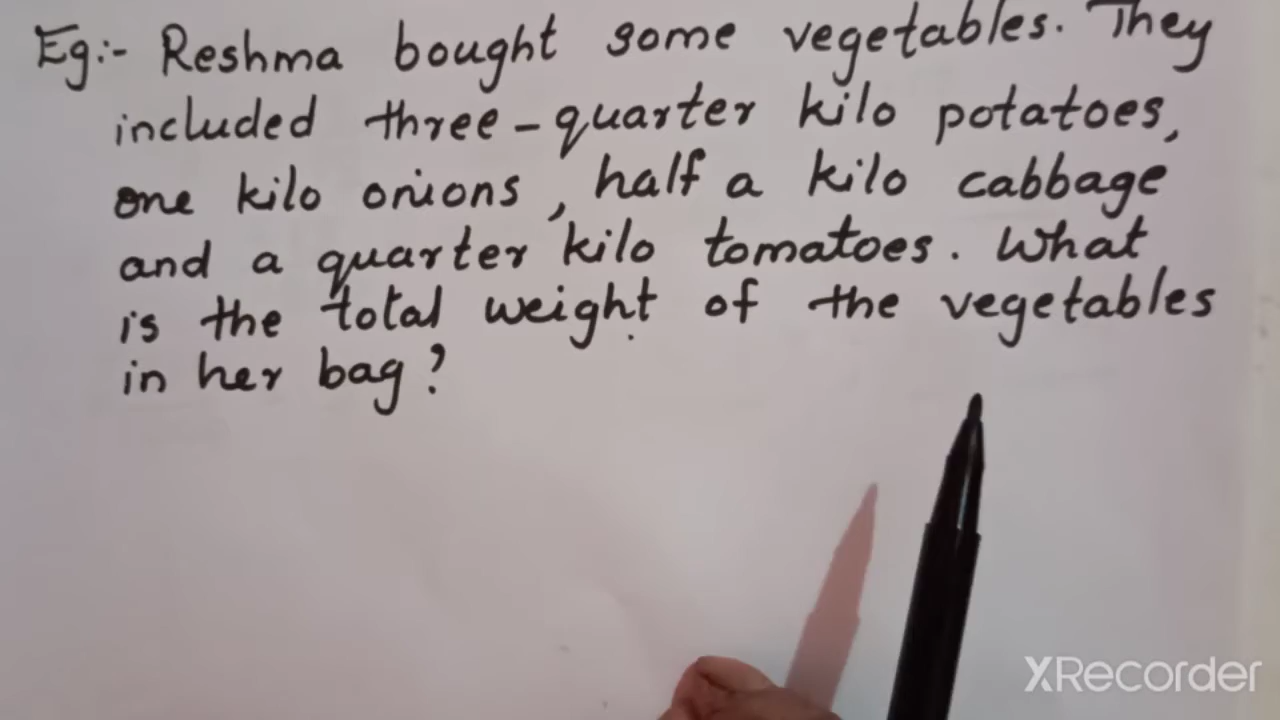 Eg:- Reshma bought some vegetables. They
included three-quarter kilo potatoes,
one kilo onions, half a kilo cabbage
and a quarter kilo tomatoes. What
is the total weight of the vegetables
in her bag?
XRecorder